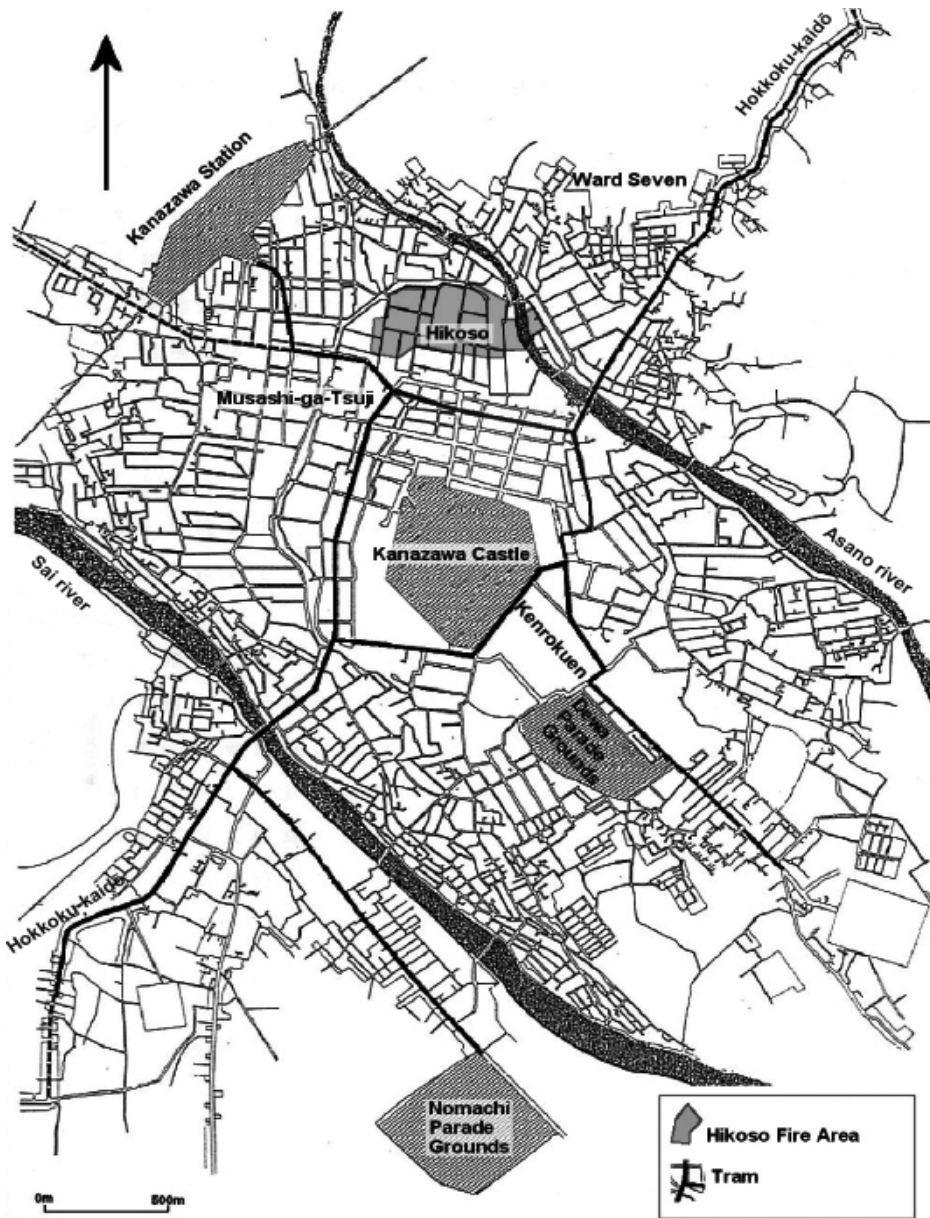 Hokkoku-kaidō
Kanazawa Station
Ward Seven
Hikoso
Musashi-ga-Tsuji
Kanazawa Castle
Asano river
Sai river
Kenrokuen
Dewa
Parade
Grounds
Hokkoku-kaidō
Nomachi
Parade
Grounds
Hikoso Fire Area
Tram
0m 500m